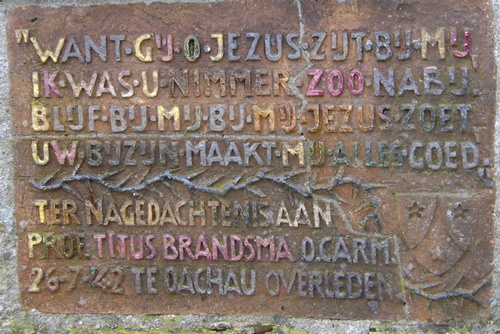 "WANT·GIJ·O·JEZUS·ZIJT·BIJ·MIJ,
IK·WAS·U·NIMMER·ZOO·NABIJ.
BLIJF·BIJ·MIJ·BIJ·MIJ·JEZUS·ZOET
UW·BIJZIJN·MAAKT·MIJ·ALLES·GOED."
TER NAGEDACHTENIS AAN
PROF. TITUS BRANDSMA O.CARM.
26-7-'42 TE DACHAU OVERLEDEN.